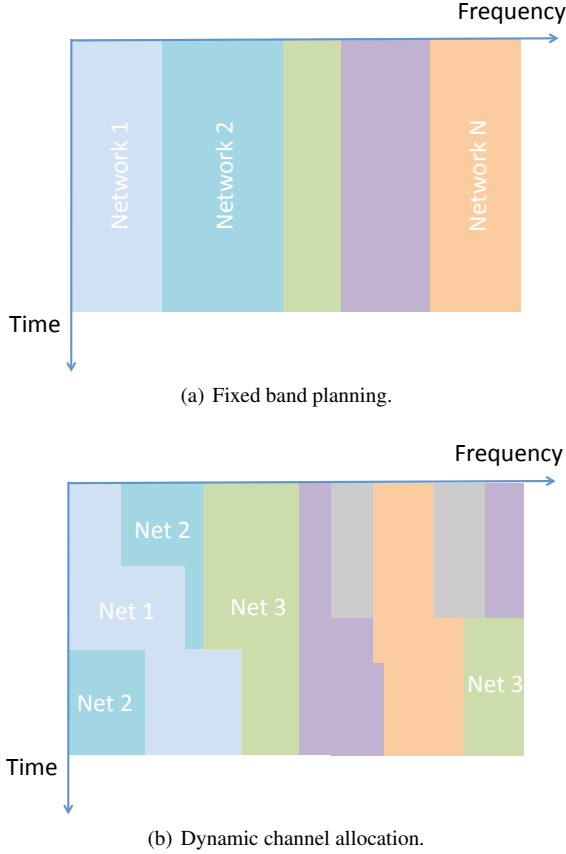 Frequency
Network 1
Network 2
Network N
Time
(a) Fixed band planning.
Frequency
Net 2
Net 1
Net 3
Net 2
Net 3
Time
(b) Dynamic channel allocation.